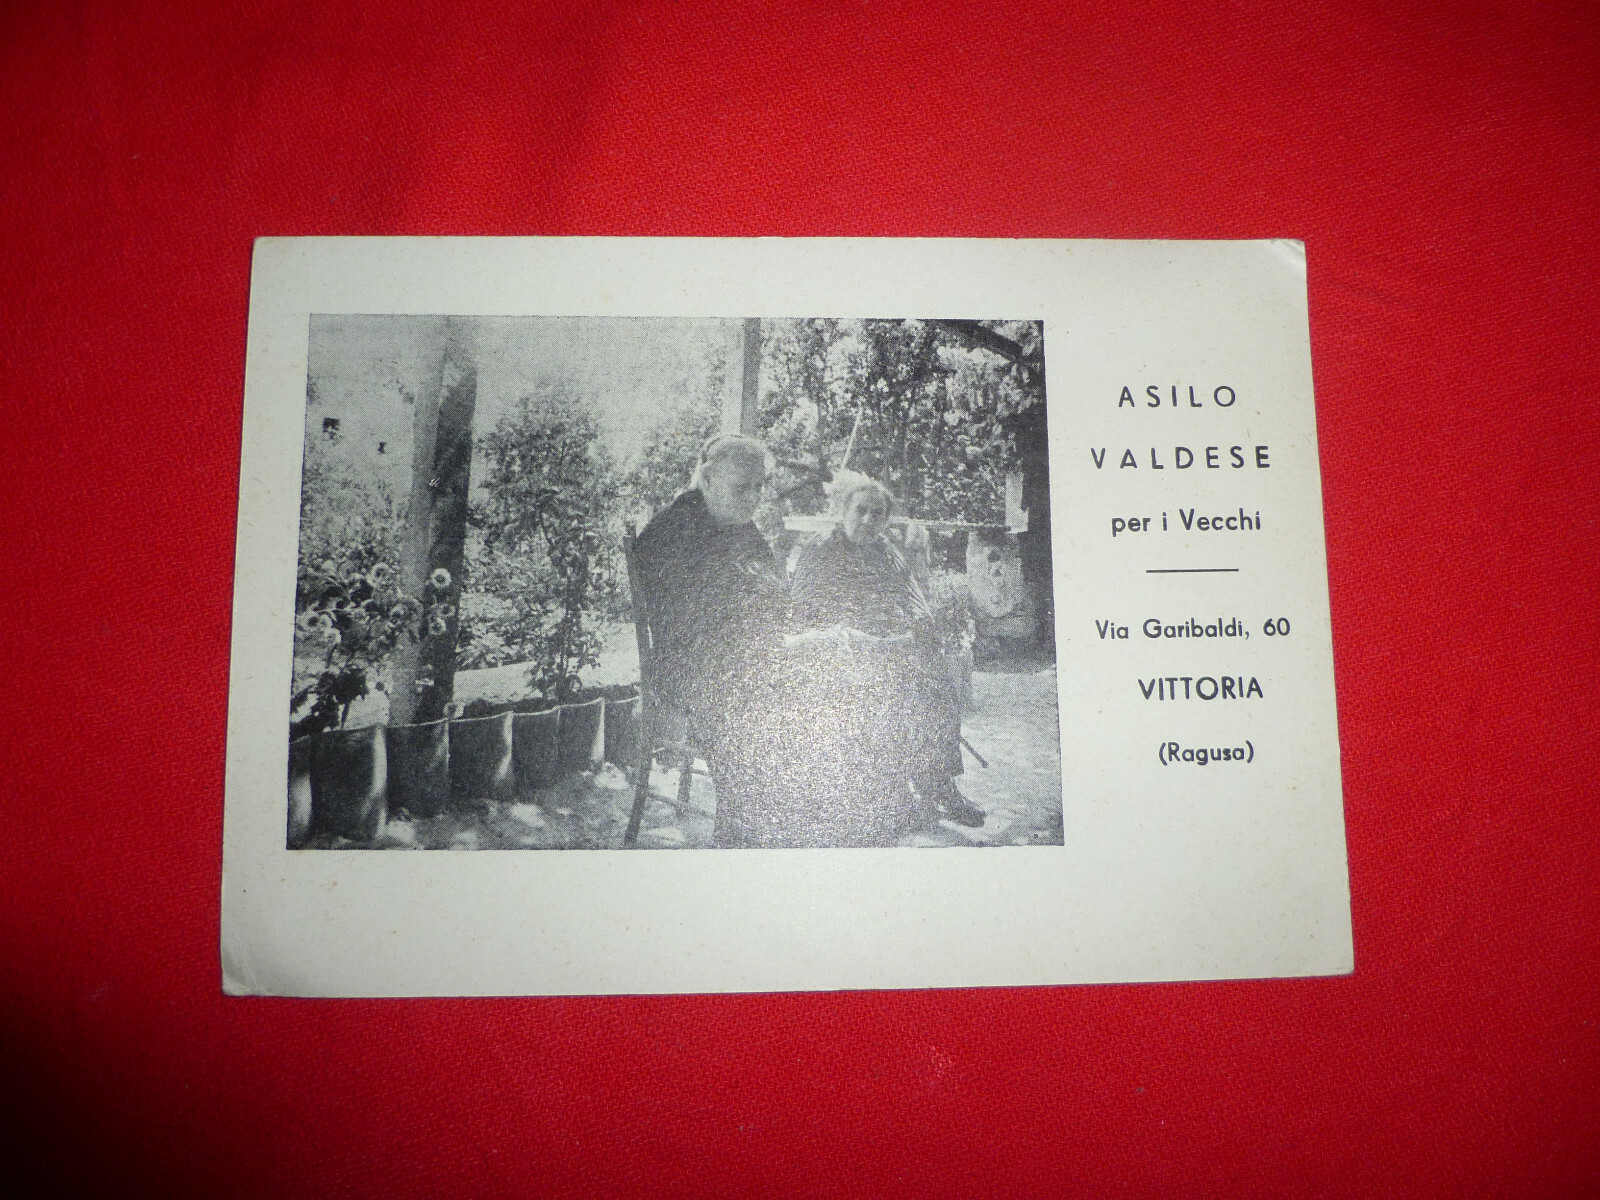 ASILO
VALDESE
per i Vecchi
Via Garibaldi, 60
VITTORIA
(Ragusa)